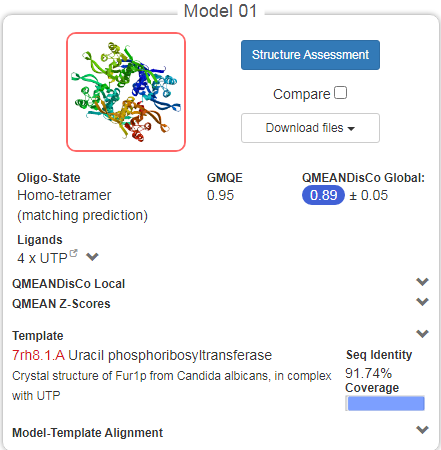 Model 01
Structure Assessment
Compare
Download files
Oligo-State
Homo-tetramer
(matching prediction)
GMQE
0.95
QMEANDisCo Global:
0.89 ± 0.05
Ligands
4 x UTP
QMEANDisCo Local
QMEAN Z-Scores
Template
7rh8.1.A Uracil phosphoribosyltransferase
Crystal structure of Fur1p from Candida albicans, in complex
with UTP
Seq Identity
91.74%
Coverage
Model-Template Alignment